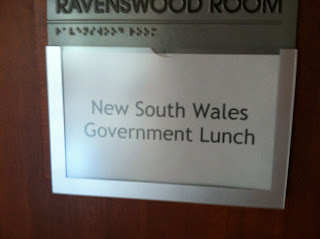 RAVENSWOOD ROOM
New South Wales
Government Lunch